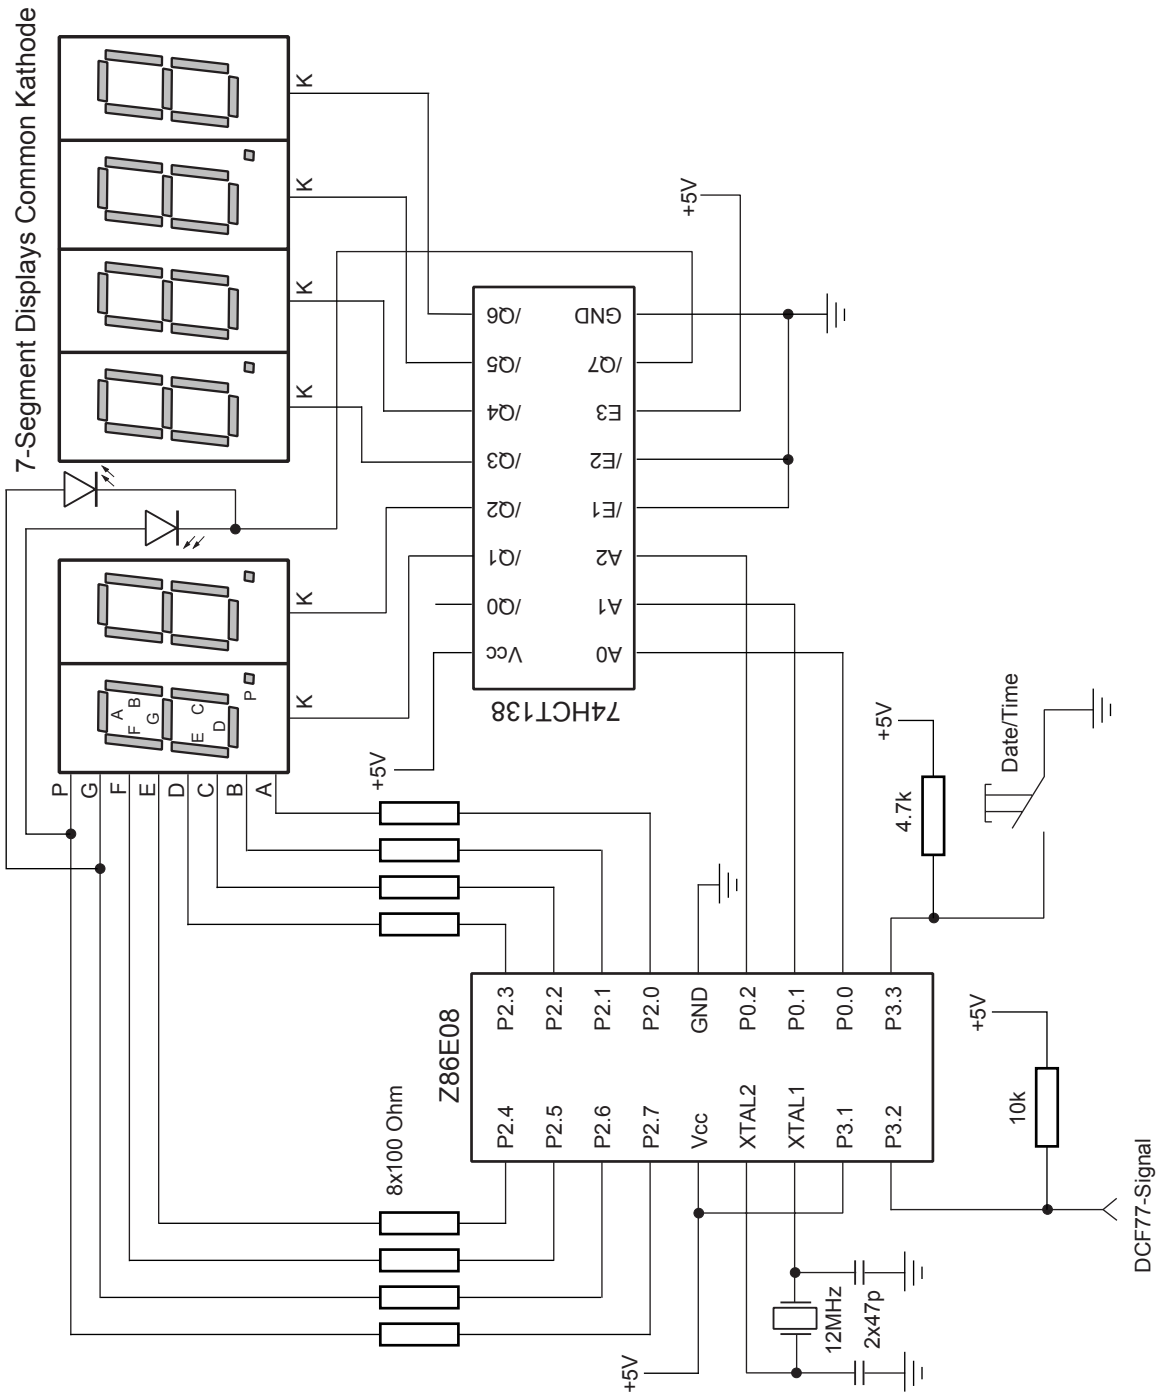 7-Segment Displays Common Kathode
P
G
F
E
D
C
B
A
A
F
B
G
E
C
D
P
K
K
K
K
K
K
+5V
Vcc
/Q0
/Q1
/Q2
/Q3
/Q4
/Q5
/Q6
A0
A1
A2
/E1
/E2
E3
/Q7
GND
74HCT138
+5V
8x100 Ohm
Z86E08
P2.4
P2.5
P2.6
P2.7
Vcc
XTAL2
XTAL1
P3.1
P3.2
P2.3
P2.2
P2.1
P2.0
GND
P0.2
P0.1
P0.0
P3.3
+5V
12MHz
2x47p
10k
+5V
DCF77-Signal
4.7k
+5V
Date/Time